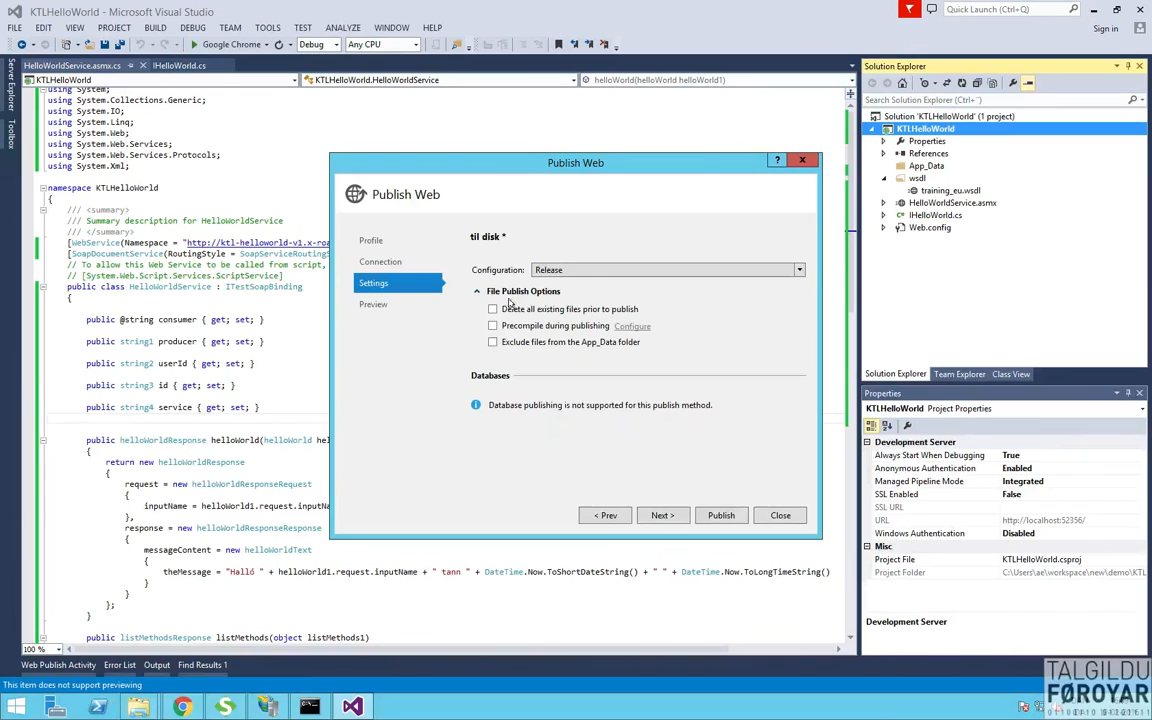 KTLHelloWorld - Microsoft Visual Studio
Quick Launch (Ctrl+Q)
FILE EDIT VIEW PROJECT BUILD DEBUG TEAM TOOLS TEST ANALYZE WINDOW HELP
Sign in
Google Chrome Debug Any CPU
Server Explorer
Toolbox
HelloWorldService.asmx.cs IHelloWorld.cs
KTLHelloWorld KTLHelloWorld.HelloWorldService helloWorld(helloWorld helloWorld1)
using System;
using System.Collections.Generic;
using System.IO;
using System.Linq;
using System.Web;
using System.Web.Services;
using System.Web.Services.Protocols;
using System.Xml;
namespace KTLHelloWorld
{
/// <summary>
/// Summary description for HelloWorldService
/// </summary>
[WebService(Namespace = "http://ktl-helloworld-v1.x-roa
[SoapDocumentService(RoutingStyle = SoapServiceRoutingS
// To allow this Web Service to be called from script,
// [System.Web.Script.Services.ScriptService]
public class HelloWorldService : ITestSoapBinding
{
public @string consumer { get; set; }
public string1 producer { get; set; }
public string2 userId { get; set; }
public string3 id { get; set; }
public string4 service { get; set; }
public helloWorldResponse helloWorld(helloWorld hel
{
return new helloWorldResponse
{
request = new helloWorldResponseRequest
{
inputName = helloWorld1.request.inputNam
},
response = new helloWorldResponseResponse
{
messageContent = new helloWorldText
{
theMessage = "Halló " + helloWorld1.request.inputName + " tann " + DateTime.Now.ToShortDateString() + " " + DateTime.Now.ToLongTimeString()
}
}
};
}
public listMethodsResponse listMethods(object listMethods1)
100 %
Publish Web
?
Publish Web
Profile
Connection
Settings
Preview
til disk *
Configuration: Release
File Publish Options
Delete all existing files prior to publish
Precompile during publishing Configure
Exclude files from the App_Data folder
Databases
Database publishing is not supported for this publish method.
< Prev Next > Publish Close
Solution Explorer
Search Solution Explorer (Ctrl+')
Solution 'KTLHelloWorld' (1 project)
KTLHelloWorld
Properties
References
App_Data
wsdl
training_eu.wsdl
HelloWorldService.asmx
IHelloWorld.cs
Web.config
Solution Explorer Team Explorer Class View
Properties
KTLHelloWorld Project Properties
Development Server
Always Start When Debugging True
Anonymous Authentication Enabled
Managed Pipeline Mode Integrated
SSL Enabled False
SSL URL
URL http://localhost:52356/
Windows Authentication Disabled
Misc
Project File KTLHelloWorld.csproj
Project Folder C:\Users\ae\workspace\new\demo\KTL
Development Server
Web Publish Activity Error List Output Find Results 1
This item does not support previewing
TALGILDU
FØROYAR